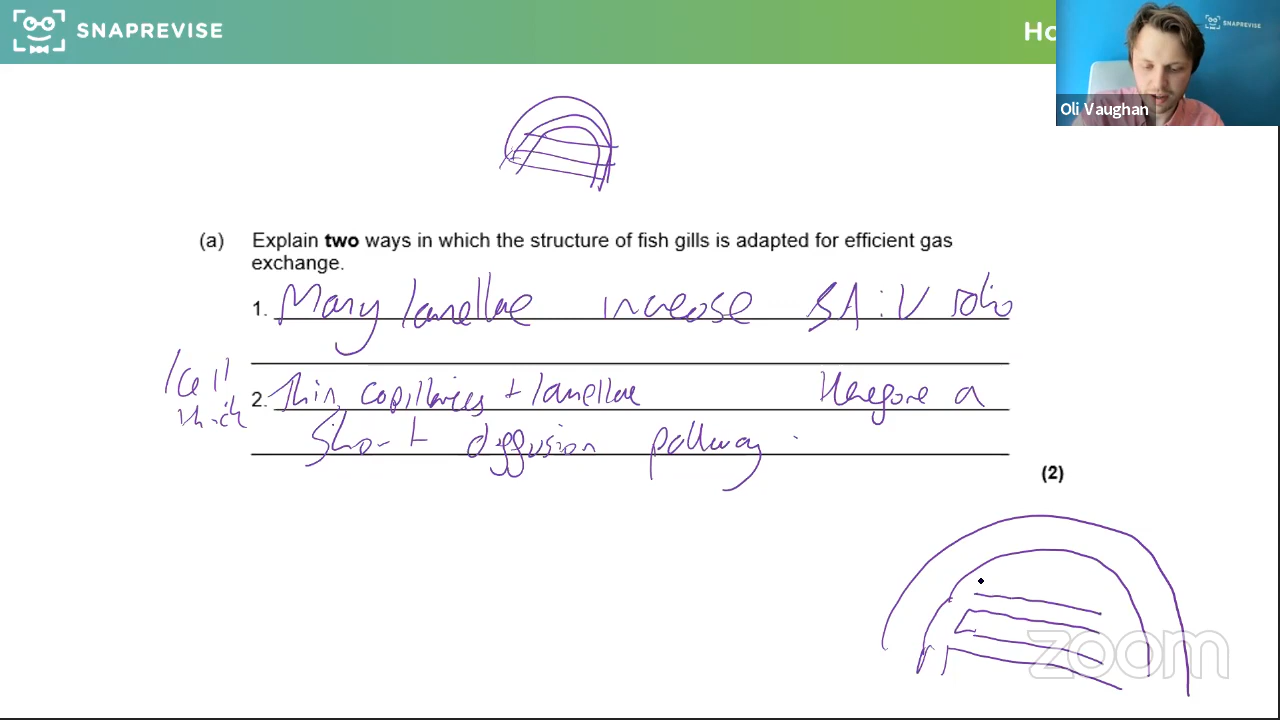 SNAPREVISE
Ho
SNAPREVISE
Oli Vaughan
(a) Explain two ways in which the structure of fish gills is adapted for efficient gas
exchange.
1. Many lamellae increase SA:V ratio
1 cell
thick
2. Thin capillaries + lamellae therefore a
short diffusion pathway.
(2)
zoom